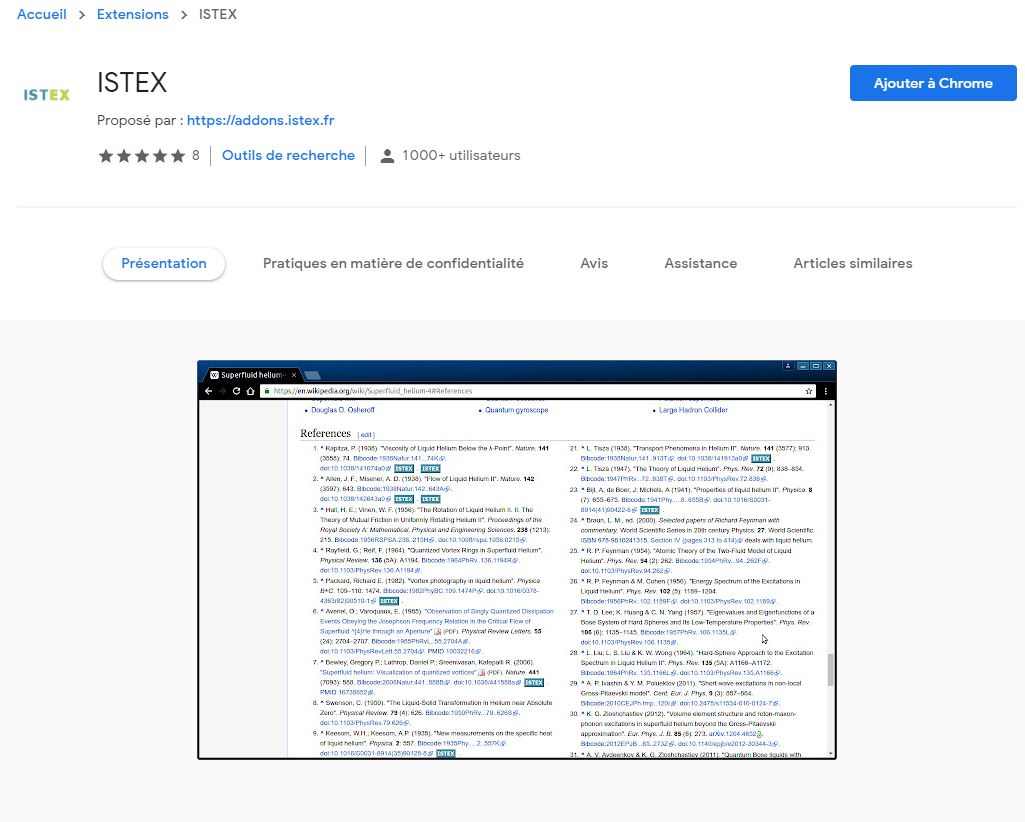 Accueil > Extensions > ISTEX
ISTEX
ISTEX
Ajouter à Chrome
Proposé par : https://addons.istex.fr
8 Outils de recherche 1 000+ utilisateurs
Présentation Pratiques en matière de confidentialité Avis Assistance Articles similaires
Superfluid helium-
https://en.wikipedia.org/wiki/Superfluid_helium-4#References
Douglas D. Osheroff
Quantum gyroscope
Large Hadron Collider
References [ edit ]
1. ^ Kapitza, P. (1938). "Viscosity of Liquid Helium Below the λ-Point". Nature. 141
(3558): 74. Bibcode:1938Natur.141...74K.
doi:10.1038/141074a0 ISTEX . ISTEX
2. ^ Allen, J. F.; Misener, A. D. (1938). "Flow of Liquid Helium II". Nature. 142
(3597): 643. Bibcode:1938Natur.142..643A.
doi:10.1038/142643a0 ISTEX . ISTEX
3. ^ Hall, H. E.; Vinen, W. F. (1956). "The Rotation of Liquid Helium II. II. The
Theory of Mutual Friction in Uniformly Rotating Helium II". Proceedings of the
Royal Society A: Mathematical, Physical and Engineering Sciences. 238 (1213):
215. Bibcode:1956RSPSA.238..215H. doi:10.1098/rspa.1956.0215.
4. ^ Rayfield, G.; Reif, F. (1964). "Quantized Vortex Rings in Superfluid Helium".
Physical Review. 136 (5A): A1194. Bibcode:1964PhRv..136.1194R.
doi:10.1103/PhysRev.136.A1194.
5. ^ Packard, Richard E. (1982). "Vortex photography in liquid helium". Physica
B+C. 109–110: 1474. Bibcode:1982PhyBC.109.1474P. doi:10.1016/0378-
4363(82)90510-1 ISTEX .
6. ^ Avenel, O.; Varoquaux, E. (1985). "Observation of Singly Quantized Dissipation
Events Obeying the Josephson Frequency Relation in the Critical Flow of
Superfluid ^{4}He through an Aperture" (PDF). Physical Review Letters. 55
(24): 2704–2707. Bibcode:1985PhRvL..55.2704A.
doi:10.1103/PhysRevLett.55.2704. PMID 10032216.
7. ^ Bewley, Gregory P.; Lathrop, Daniel P.; Sreenivasan, Katepalli R. (2006).
"Superfluid helium: Visualization of quantized vortices" (PDF). Nature. 441
(7093): 588. Bibcode:2006Natur.441..588B. doi:10.1038/441588a ISTEX .
PMID 16738652.
8. ^ Swenson, C. (1950). "The Liquid-Solid Transformation in Helium near Absolute
Zero". Physical Review. 79 (4): 626. Bibcode:1950PhRv...79..626S.
doi:10.1103/PhysRev.79.626.
9. ^ Keesom, W.H.; Keesom, A.P. (1935). "New measurements on the specific heat
of liquid helium". Physica. 2: 557. Bibcode:1935Phy.....2..557K.
doi:10.1016/S0031-8914(35)90128-8 ISTEX
21. ^ L. Tisza (1938). "Transport Phenomena in Helium II". Nature. 141 (3577): 913.
Bibcode:1938Natur.141..913T. doi:10.1038/141913a0 ISTEX .
22. ^ L. Tisza (1947). "The Theory of Liquid Helium". Phys. Rev. 72 (9): 838–854.
Bibcode:1947PhRv...72..838T. doi:10.1103/PhysRev.72.838.
23. ^ Bijl, A; de Boer, J; Michels, A (1941). "Properties of liquid helium II". Physica. 8
(7): 655–675. Bibcode:1941Phy.....8..655B. doi:10.1016/S0031-
8914(41)90422-6 ISTEX .
24. ^ Braun, L. M., ed. (2000). Selected papers of Richard Feynman with
commentary. World Scientific Series in 20th century Physics. 27. World Scientific.
ISBN 978-9810241315. Section IV (pages 313 to 414) deals with liquid helium.
25. ^ R. P. Feynman (1954). "Atomic Theory of the Two-Fluid Model of Liquid
Helium". Phys. Rev. 94 (2): 262. Bibcode:1954PhRv...94..262F.
doi:10.1103/PhysRev.94.262.
26. ^ R. P. Feynman & M. Cohen (1956). "Energy Spectrum of the Excitations in
Liquid Helium". Phys. Rev. 102 (5): 1189–1204.
Bibcode:1956PhRv..102.1189F. doi:10.1103/PhysRev.102.1189.
27. ^ T. D. Lee; K. Huang & C. N. Yang (1957). "Eigenvalues and Eigenfunctions of a
Bose System of Hard Spheres and Its Low-Temperature Properties". Phys. Rev.
106 (6): 1135–1145. Bibcode:1957PhRv..106.1135L.
doi:10.1103/PhysRev.106.1135.
28. ^ L. Liu; L. S. Liu & K. W. Wong (1964). "Hard-Sphere Approach to the Excitation
Spectrum in Liquid Helium II". Phys. Rev. 135 (5A): A1166–A1172.
Bibcode:1964PhRv..135.1166L. doi:10.1103/PhysRev.135.A1166.
29. ^ A. P. Ivashin & Y. M. Poluektov (2011). "Short-wave excitations in non-local
Gross-Pitaevskii model". Cent. Eur. J. Phys. 9 (3): 857–864.
Bibcode:2010CEJPh.tmp..120I. doi:10.2478/s11534-010-0124-7.
30. ^ K. G. Zloshchastiev (2012). "Volume element structure and roton-maxon-
phonon excitations in superfluid helium beyond the Gross-Pitaevskii
approximation". Eur. Phys. J. B. 85 (8): 273. arXiv:1204.4652.
Bibcode:2012EPJB...85..273Z. doi:10.1140/epjb/e2012-30344-3.
31. ^ A. V. Avdeenkov & K. G. Zloshchastiev (2011). "Quantum Bose liquids with